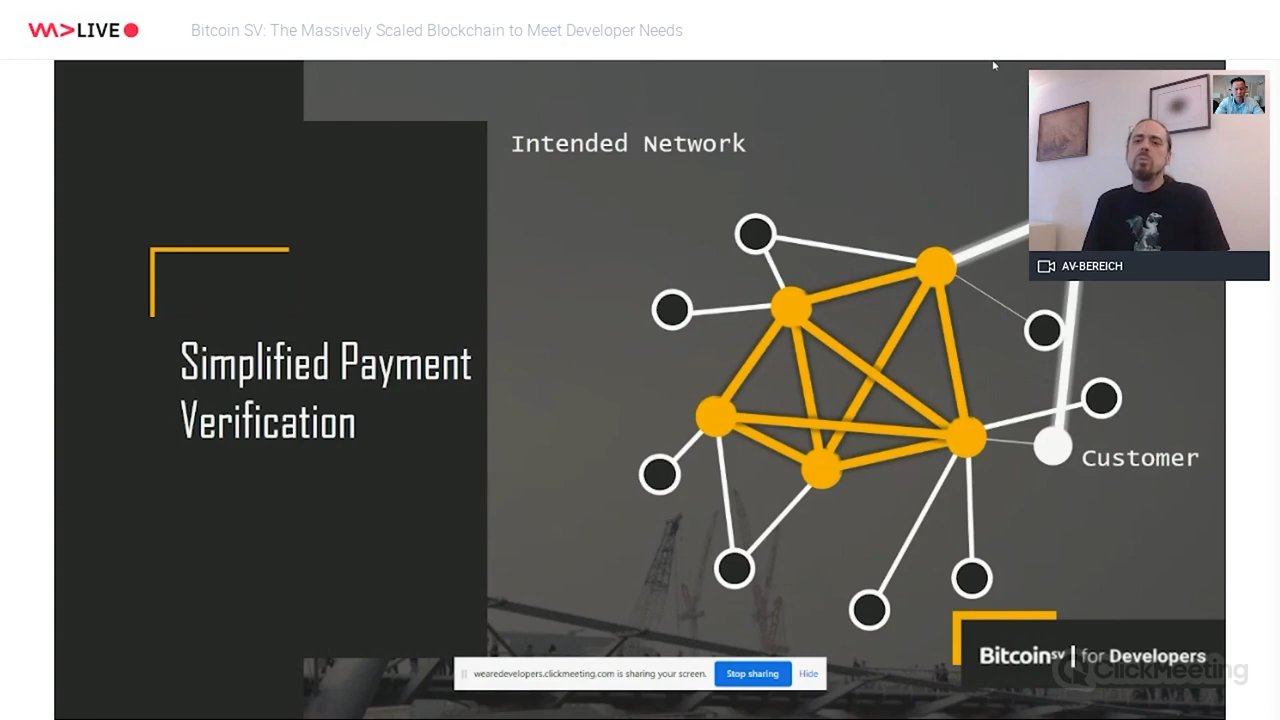 WA>LIVE
Bitcoin SV: The Massively Scaled Blockchain to Meet Developer Needs
Intended Network
AV-BEREICH
Simplified Payment
Verification
Customer
Bitcoin SV | for Developers
ClickMeeting
wearedevelopers.clickmeeting.com is sharing your screen.
Stop sharing
Hide